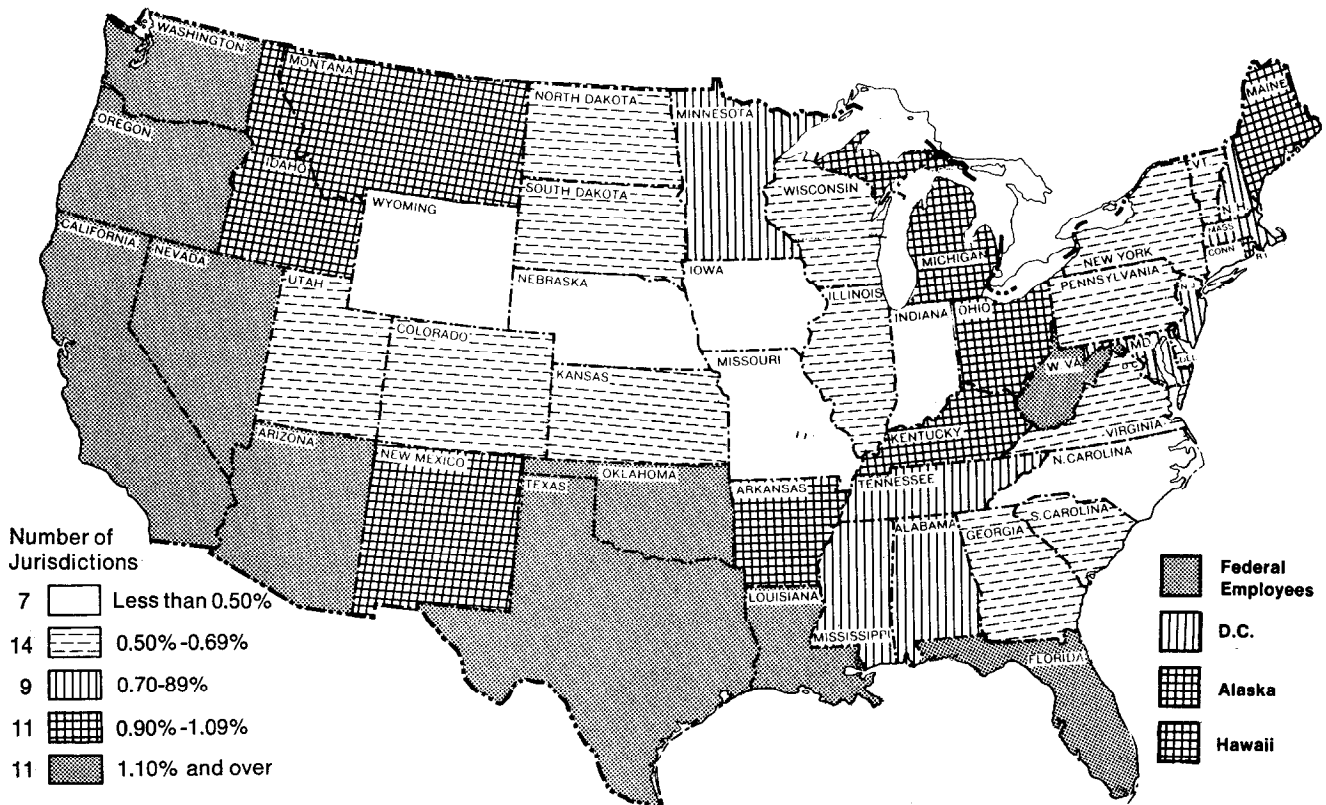 WASHINGTON
MONTANA
NORTH DAKOTA
MINNESOTA
MAINE
OREGON
IDAHO
SOUTH DAKOTA
WISCONSIN
VT.
WYOMING
CALIFORNIA
NEVADA
MICHIGAN
NEW YORK
MASS
CONN
R I
UTAH
NEBRASKA
IOWA
PENNSYLVANIA
ILLINOIS
INDIANA
OHIO
COLORADO
MISSOURI
KANSAS
W VA
MD
DEL
D C
VIRGINIA
ARIZONA
NEW MEXICO
KENTUCKY
N.CAROLINA
TEXAS
OKLAHOMA
ARKANSAS
TENNESSEE
ALABAMA
GEORGIA
S.CAROLINA
LOUISIANA
MISSISSIPPI
FLORIDA
Number of
Jurisdictions
7 Less than 0.50%
14 0.50%-0.69%
9 0.70-89%
11 0.90%-1.09%
11 1.10% and over
Federal
Employees
D.C.
Alaska
Hawaii